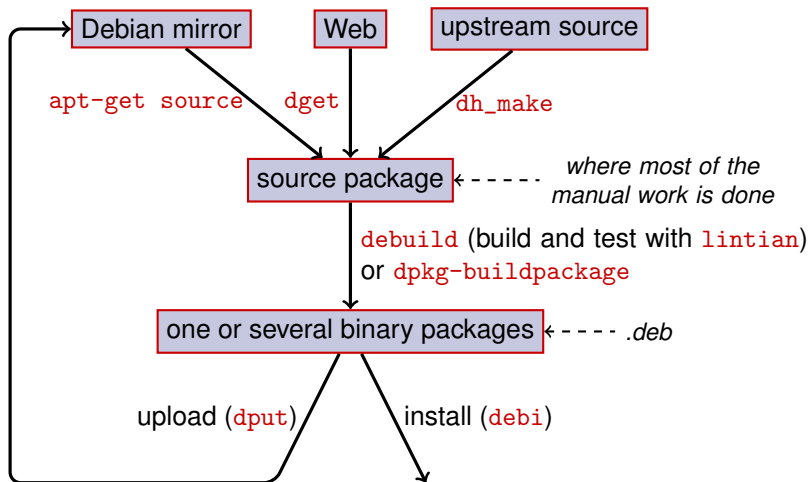 Debian mirror
Web
upstream source
apt-get source
dget
dh_make
source package
where most of the
manual work is done
debuild (build and test with lintian)
or dpkg-buildpackage
one or several binary packages
.deb
upload (dput)
install (debi)